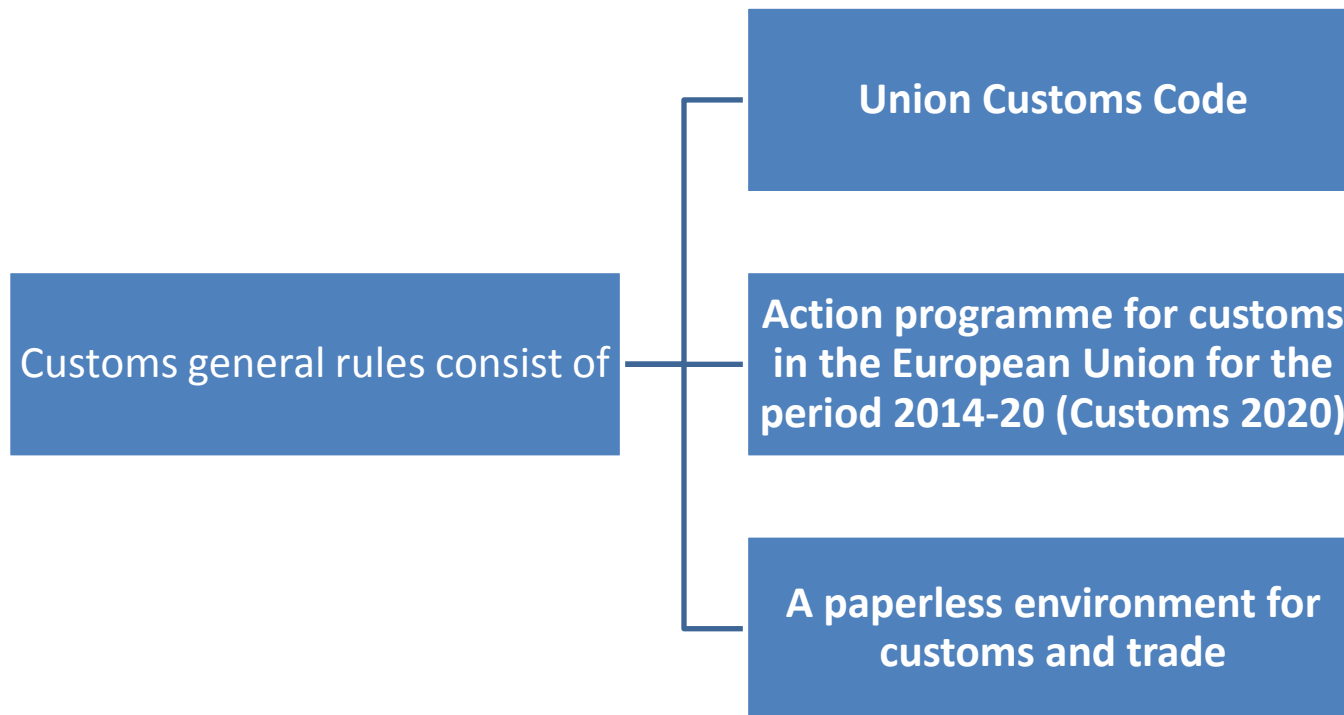 Customs general rules consist of
Union Customs Code
Action programme for customs
in the European Union for the
period 2014-20 (Customs 2020)
A paperless environment for
customs and trade